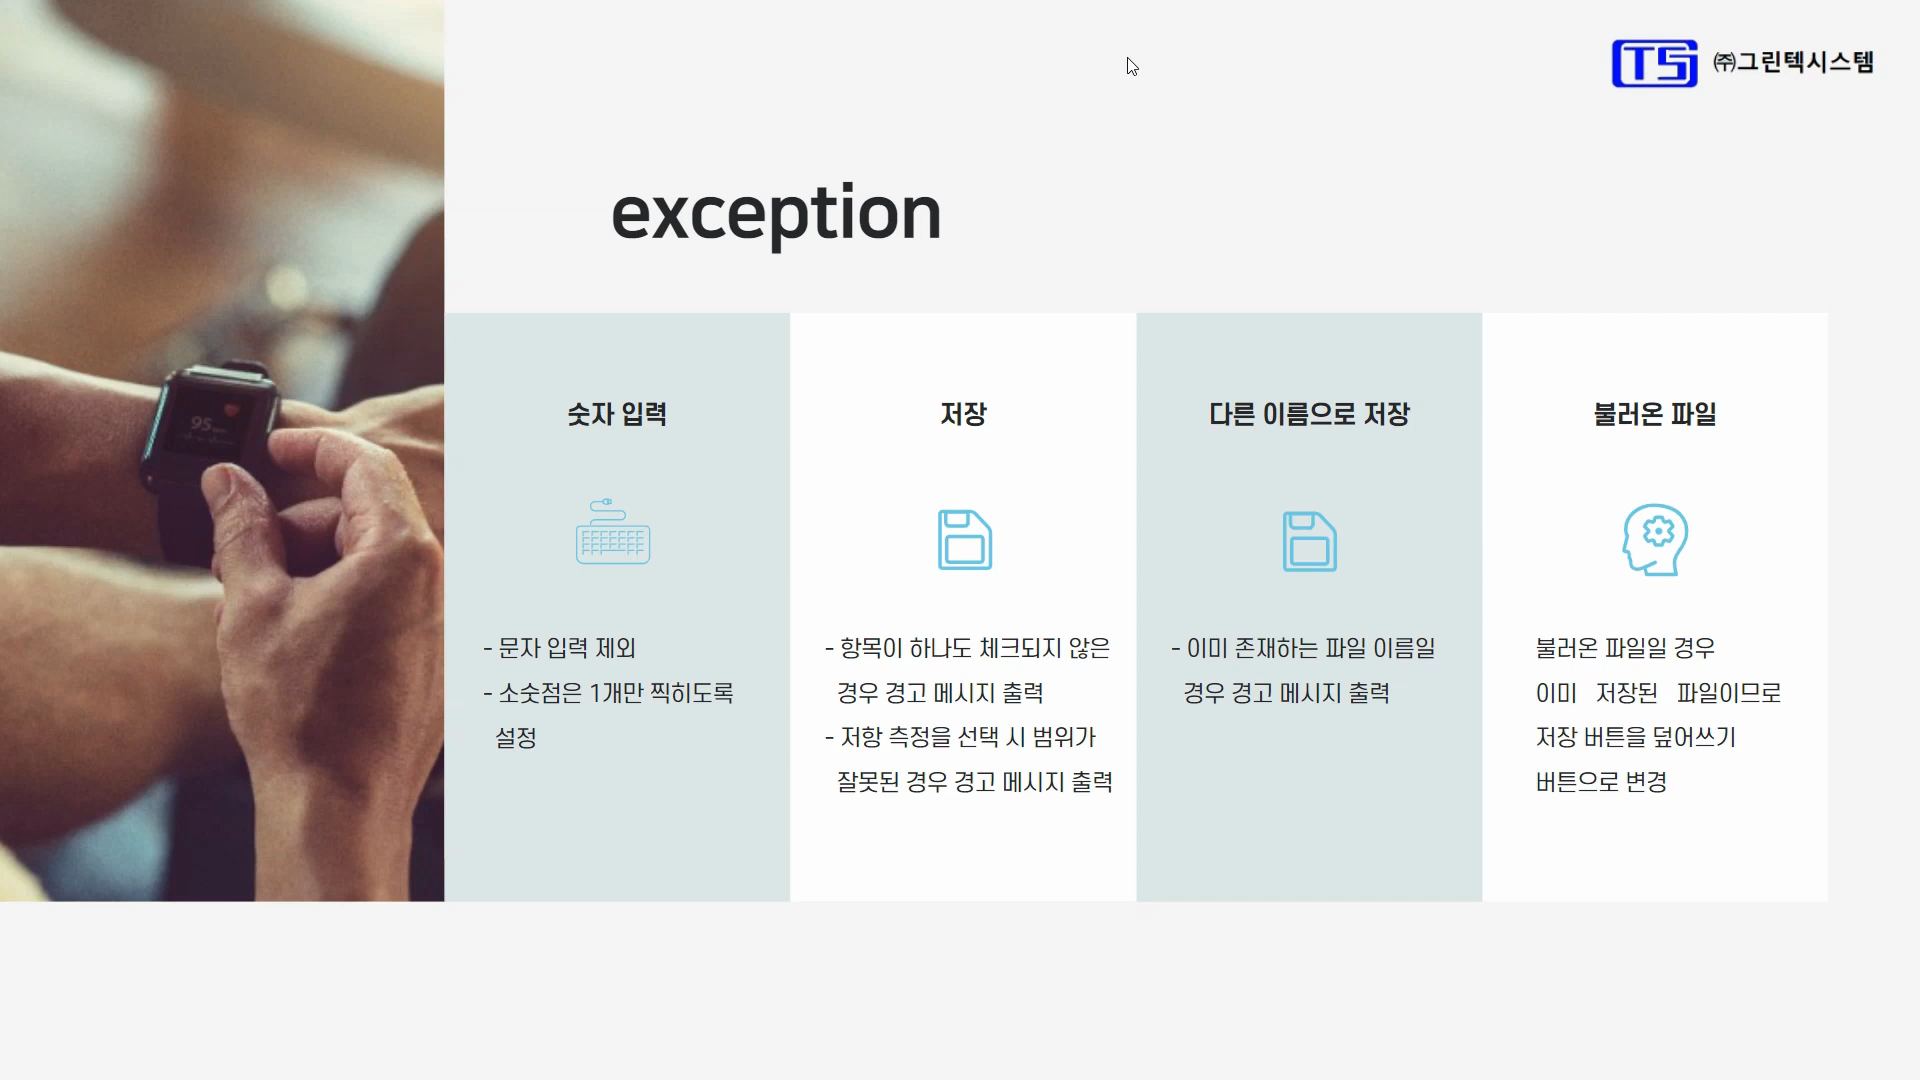 TS ㈜그린텍시스템
exception
숫자 입력
- 문자 입력 제외
- 소숫점은 1개만 찍히도록
설정
저장
- 항목이 하나도 체크되지 않은
경우 경고 메시지 출력
- 저항 측정을 선택 시 범위가
잘못된 경우 경고 메시지 출력
다른 이름으로 저장
- 이미 존재하는 파일 이름일
경우 경고 메시지 출력
불러온 파일
불러온 파일일 경우
이미 저장된 파일이므로
저장 버튼을 덮어쓰기
버튼으로 변경
95